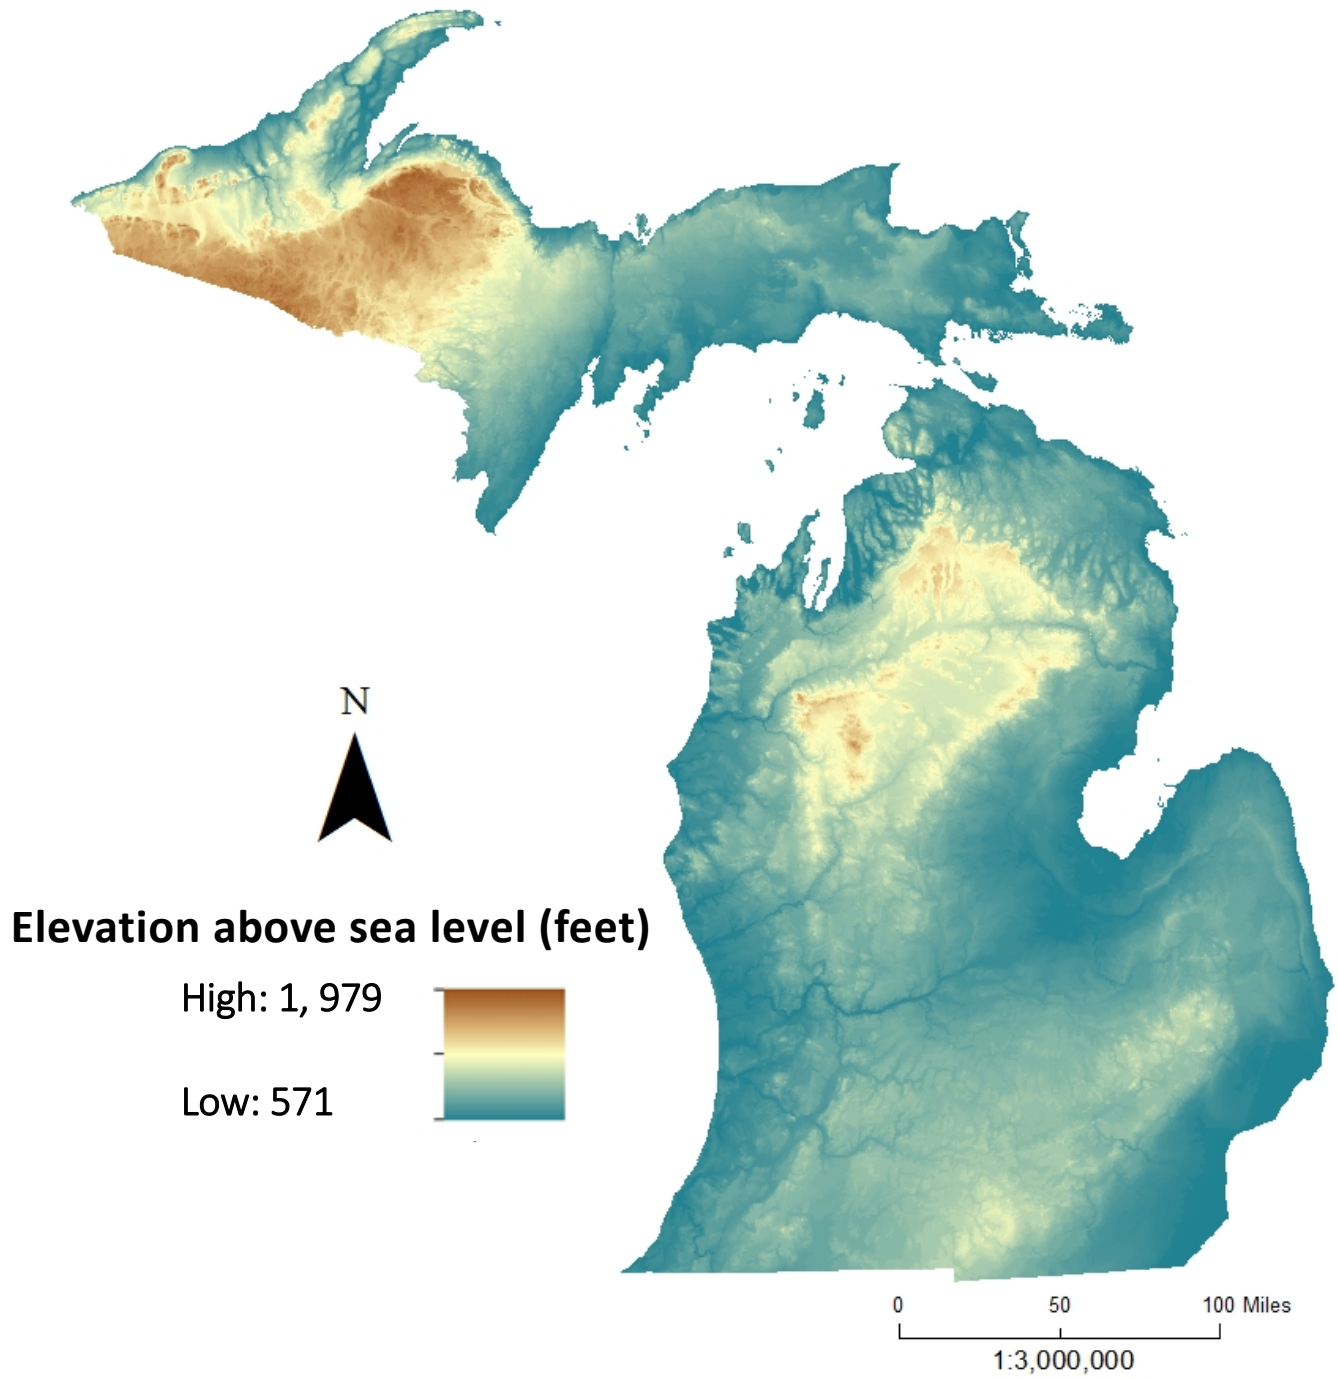 N
Elevation above sea level (feet)
High: 1, 979
Low: 571
0 50 100 Miles
1:3,000,000